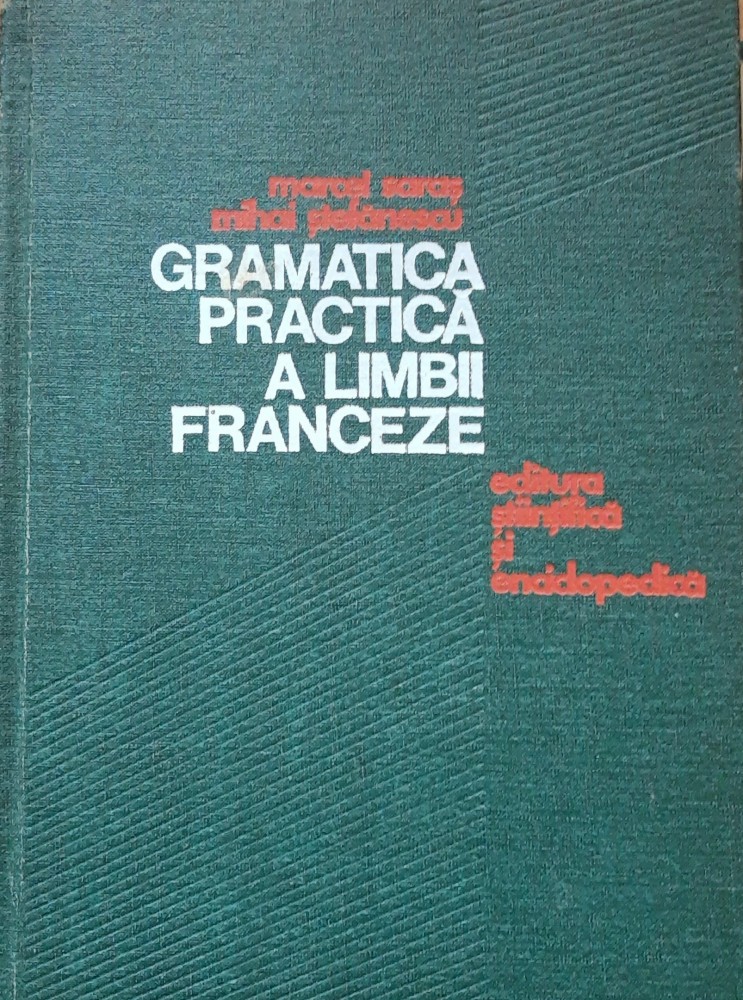 marcel saraș
mihai ștefănescu
GRAMATICA
PRACTICĂ
A LIMBII
FRANCEZE
editura
științifică
și
enciclopedică